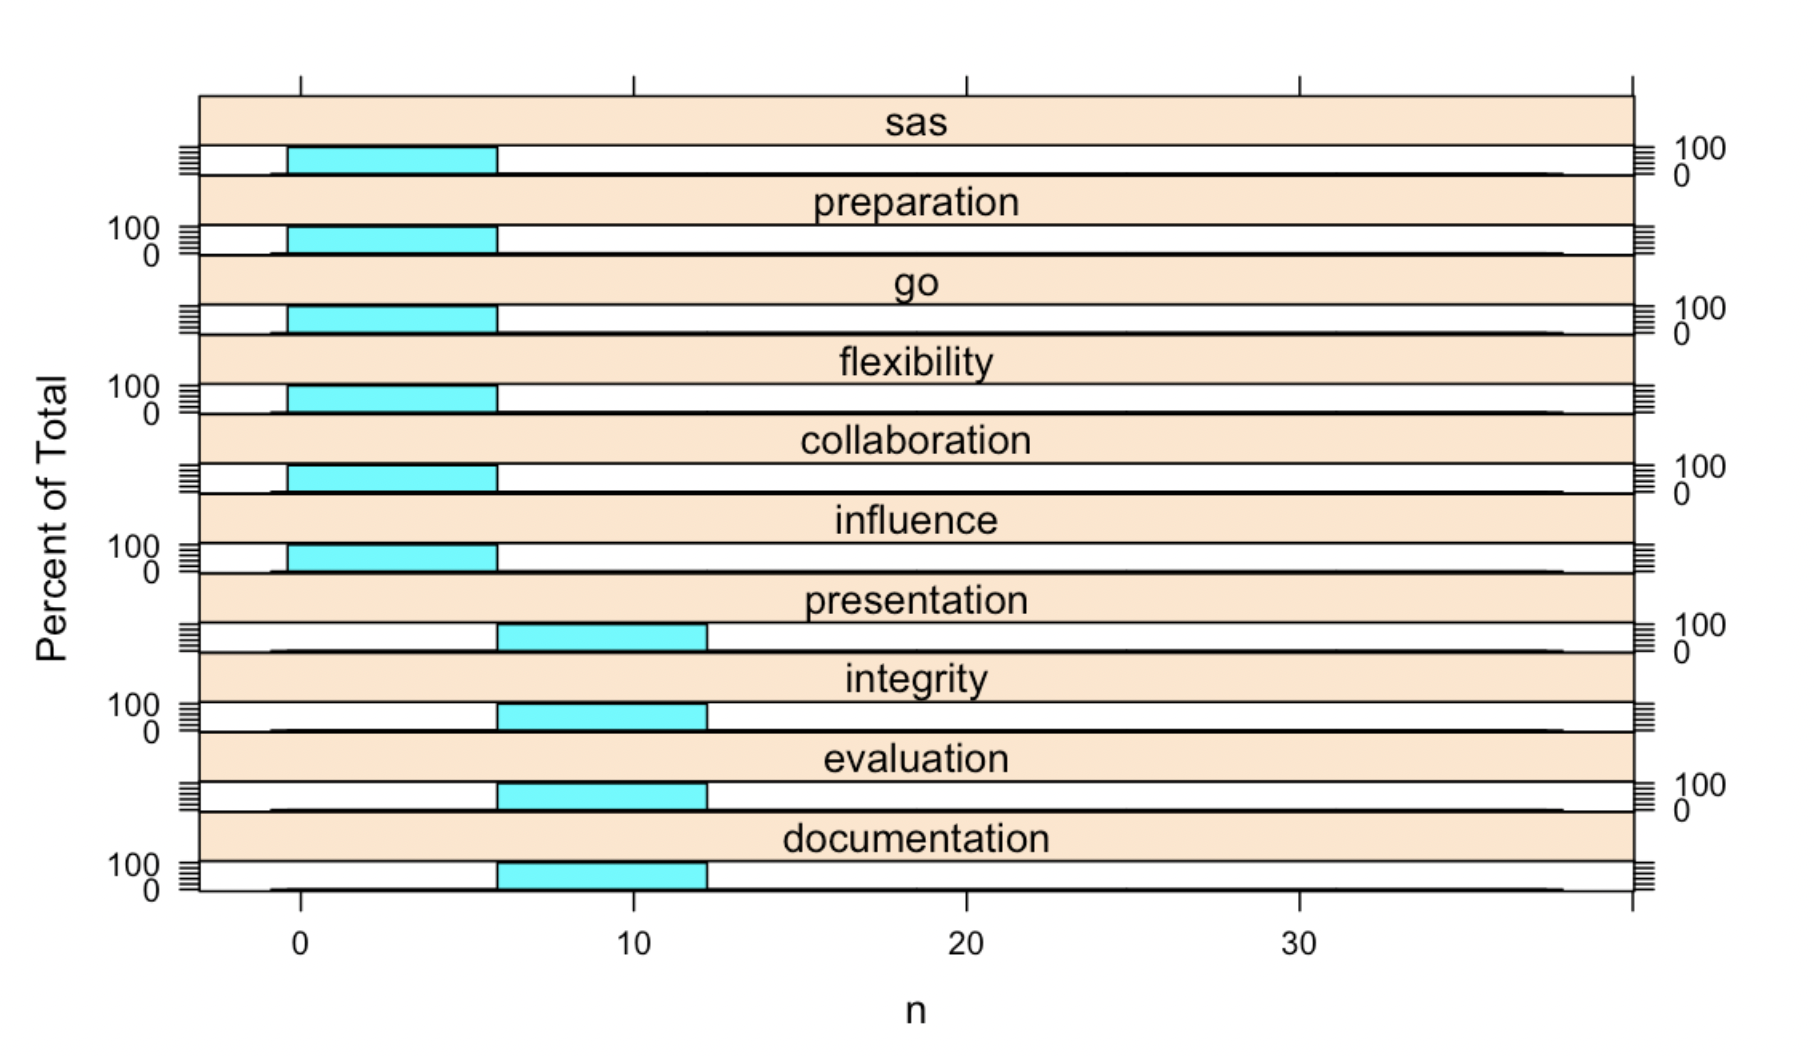 sas
100
0
preparation
100
0
go
100
0
flexibility
100
0
collaboration
100
0
influence
100
0
presentation
100
0
integrity
100
0
evaluation
100
0
documentation
100
0
0 10 20 30
n
Percent of Total